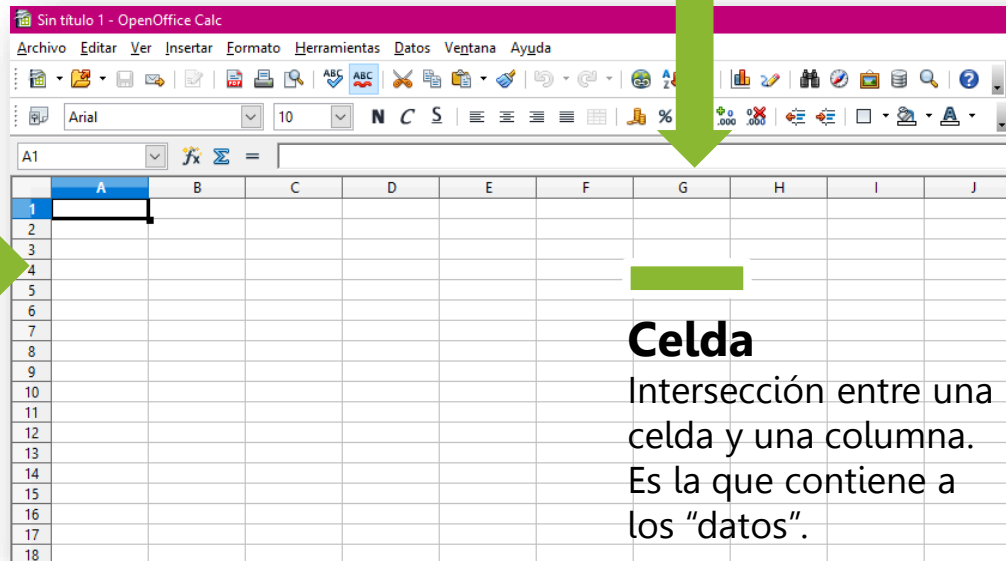 Sin título 1 - OpenOffice Calc
Archivo Editar Ver Insertar Formato Herramientas Datos Ventana Ayuda
Arial 10 N C S %
A1 =
A B C D E F G H I J
1
2
3
4
5
6
7
8
9
10
11
12
13
14
15
16
17
18
Celda
Intersección entre una
celda y una columna.
Es la que contiene a
los “datos”.